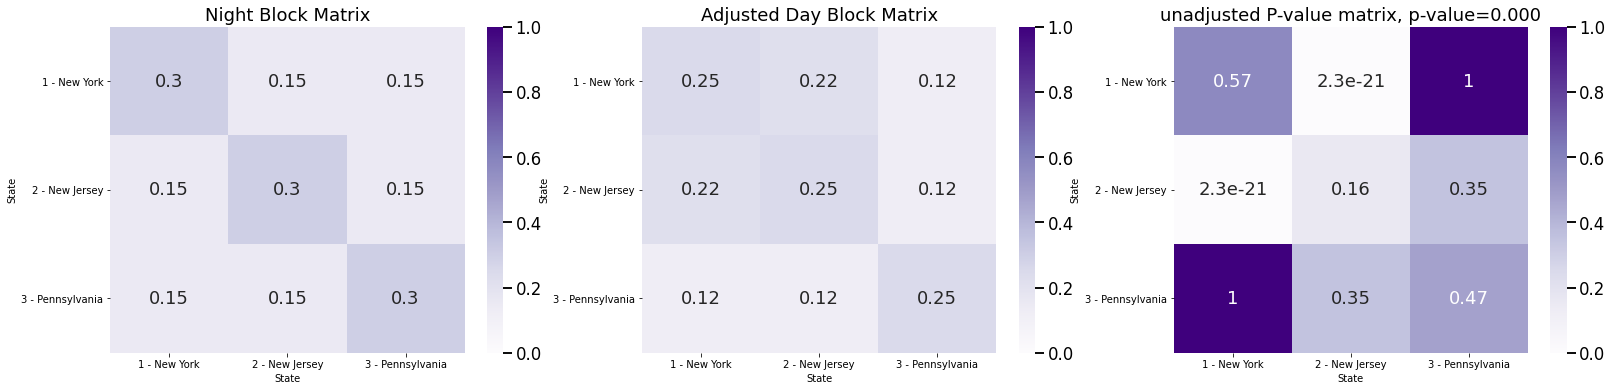 Night Block Matrix
State
1 - New York
2 - New Jersey
3 - Pennsylvania
0.3 0.15 0.15
0.15 0.3 0.15
0.15 0.15 0.3
1 - New York 2 - New Jersey 3 - Pennsylvania
State
1.0
0.8
0.6
0.4
0.2
0.0
Adjusted Day Block Matrix
State
1 - New York
2 - New Jersey
3 - Pennsylvania
0.25 0.22 0.12
0.22 0.25 0.12
0.12 0.12 0.25
1 - New York 2 - New Jersey 3 - Pennsylvania
State
1.0
0.8
0.6
0.4
0.2
0.0
unadjusted P-value matrix, p-value=0.000
State
1 - New York
2 - New Jersey
3 - Pennsylvania
0.57 2.3e-21 1
2.3e-21 0.16 0.35
1 0.35 0.47
1 - New York 2 - New Jersey 3 - Pennsylvania
State
1.0
0.8
0.6
0.4
0.2
0.0